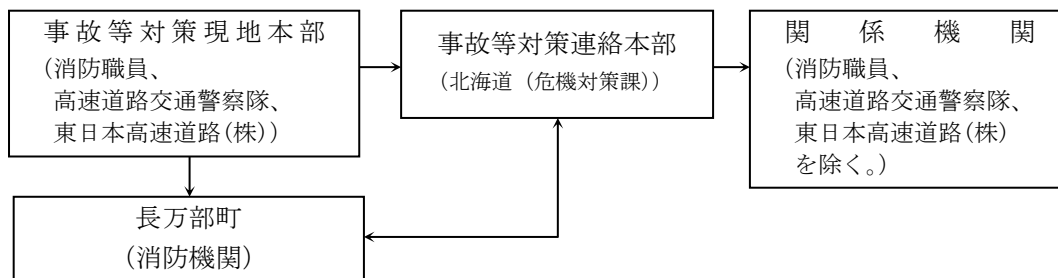 事故等対策現地本部
（消防職員、
高速道路交通警察隊、
東日本高速道路(株)）
事故等対策連絡本部
（北海道（危機対策課））
関係機関
（消防職員、
高速道路交通警察隊、
東日本高速道路(株)
を除く。）
長万部町
（消防機関）